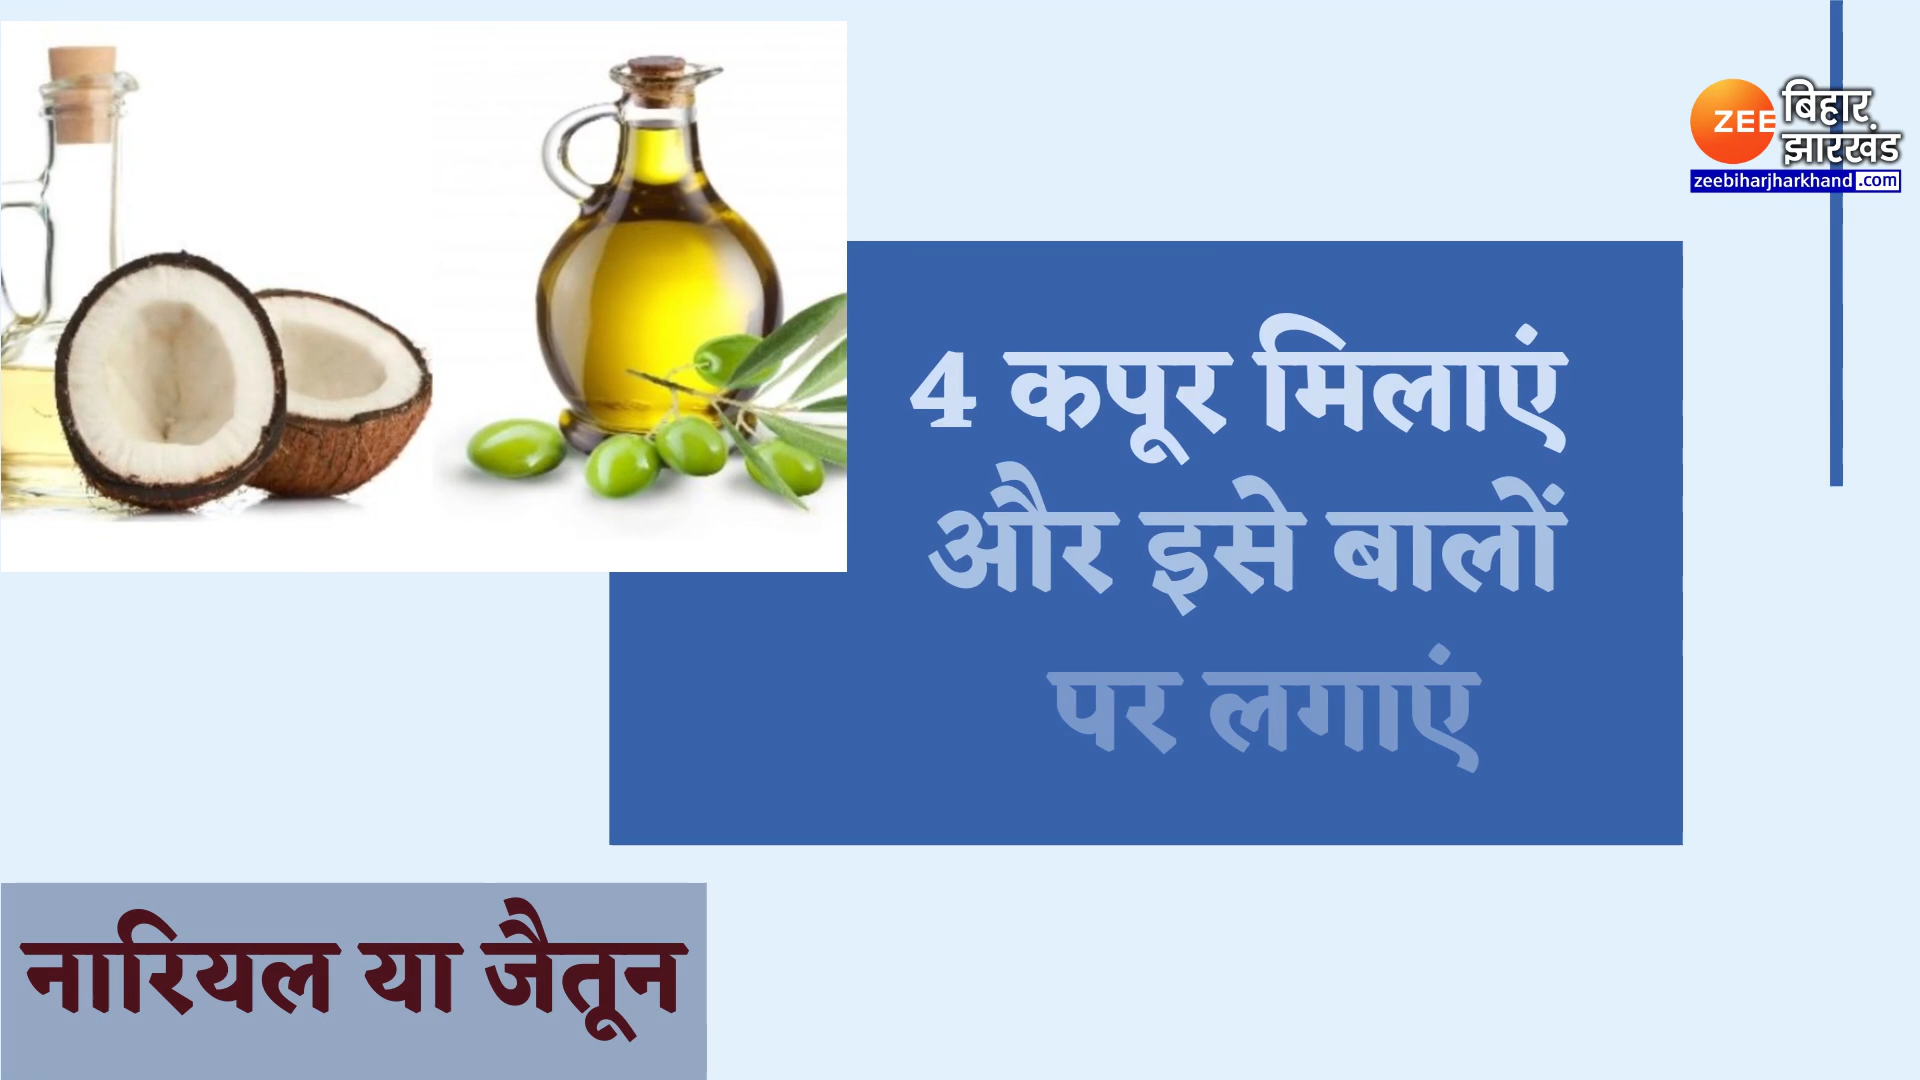 ZEE बिहार झारखंड
zeebiharjharkhand.com
4 कपूर मिलाएं
और इसे बालों
पर लगाएं
नारियल या जैतून